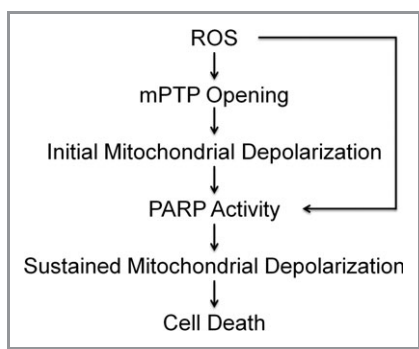 ROS
mPTP Opening
Initial Mitochondrial Depolarization
PARP Activity
Sustained Mitochondrial Depolarization
Cell Death